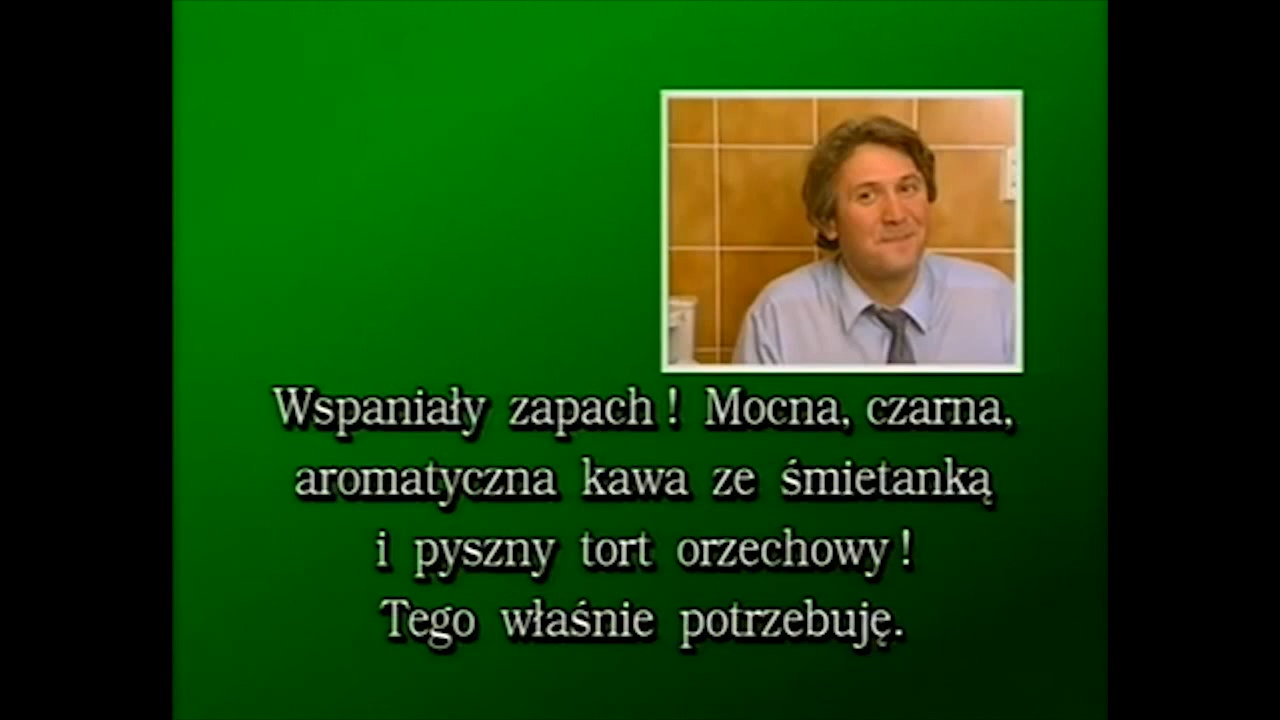 Wspaniały zapach ! Mocna, czarna,
aromatyczna kawa ze śmietanką
i pyszny tort orzechowy !
Tego właśnie potrzebuję.